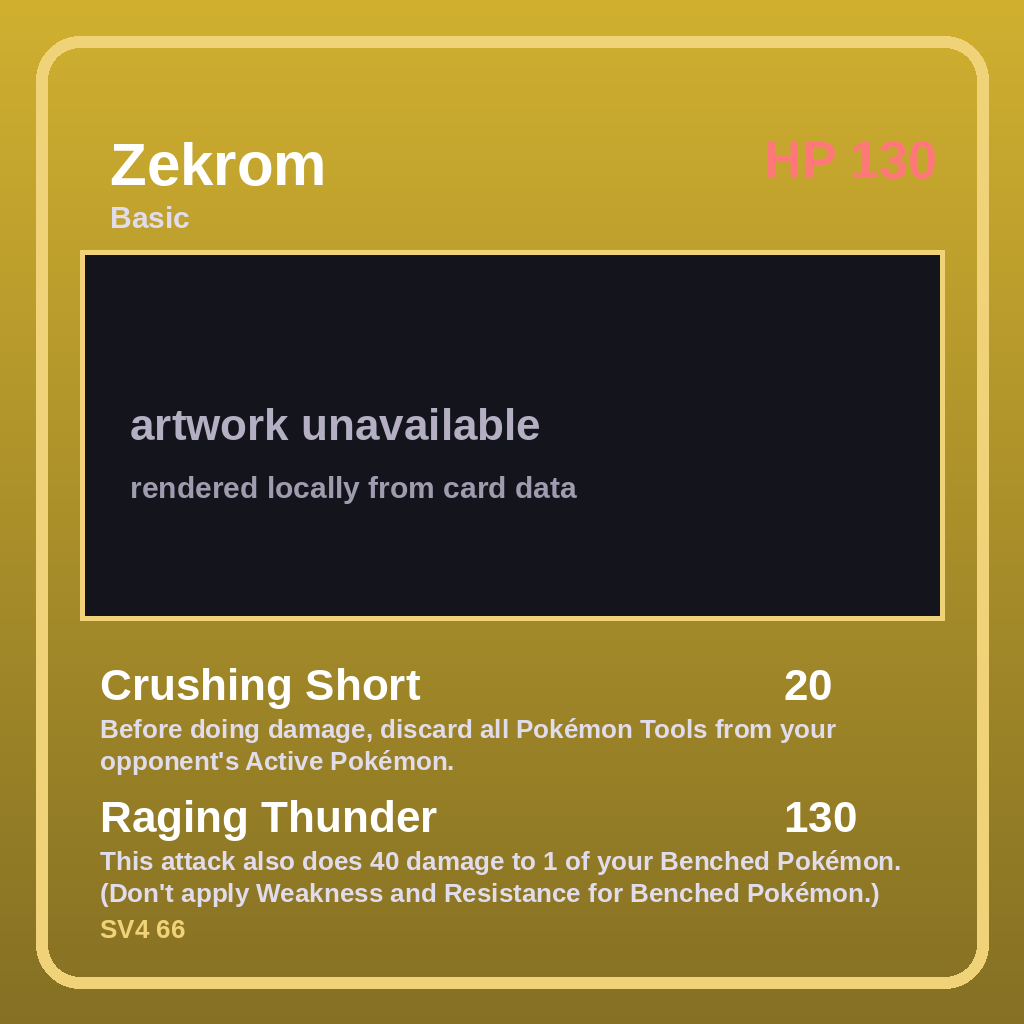 Zekrom
HP 130
Basic
artwork unavailable
rendered locally from card data
Crushing Short 20
Before doing damage, discard all Pokémon Tools from your
opponent's Active Pokémon.
Raging Thunder 130
This attack also does 40 damage to 1 of your Benched Pokémon.
(Don't apply Weakness and Resistance for Benched Pokémon.)
SV4 66